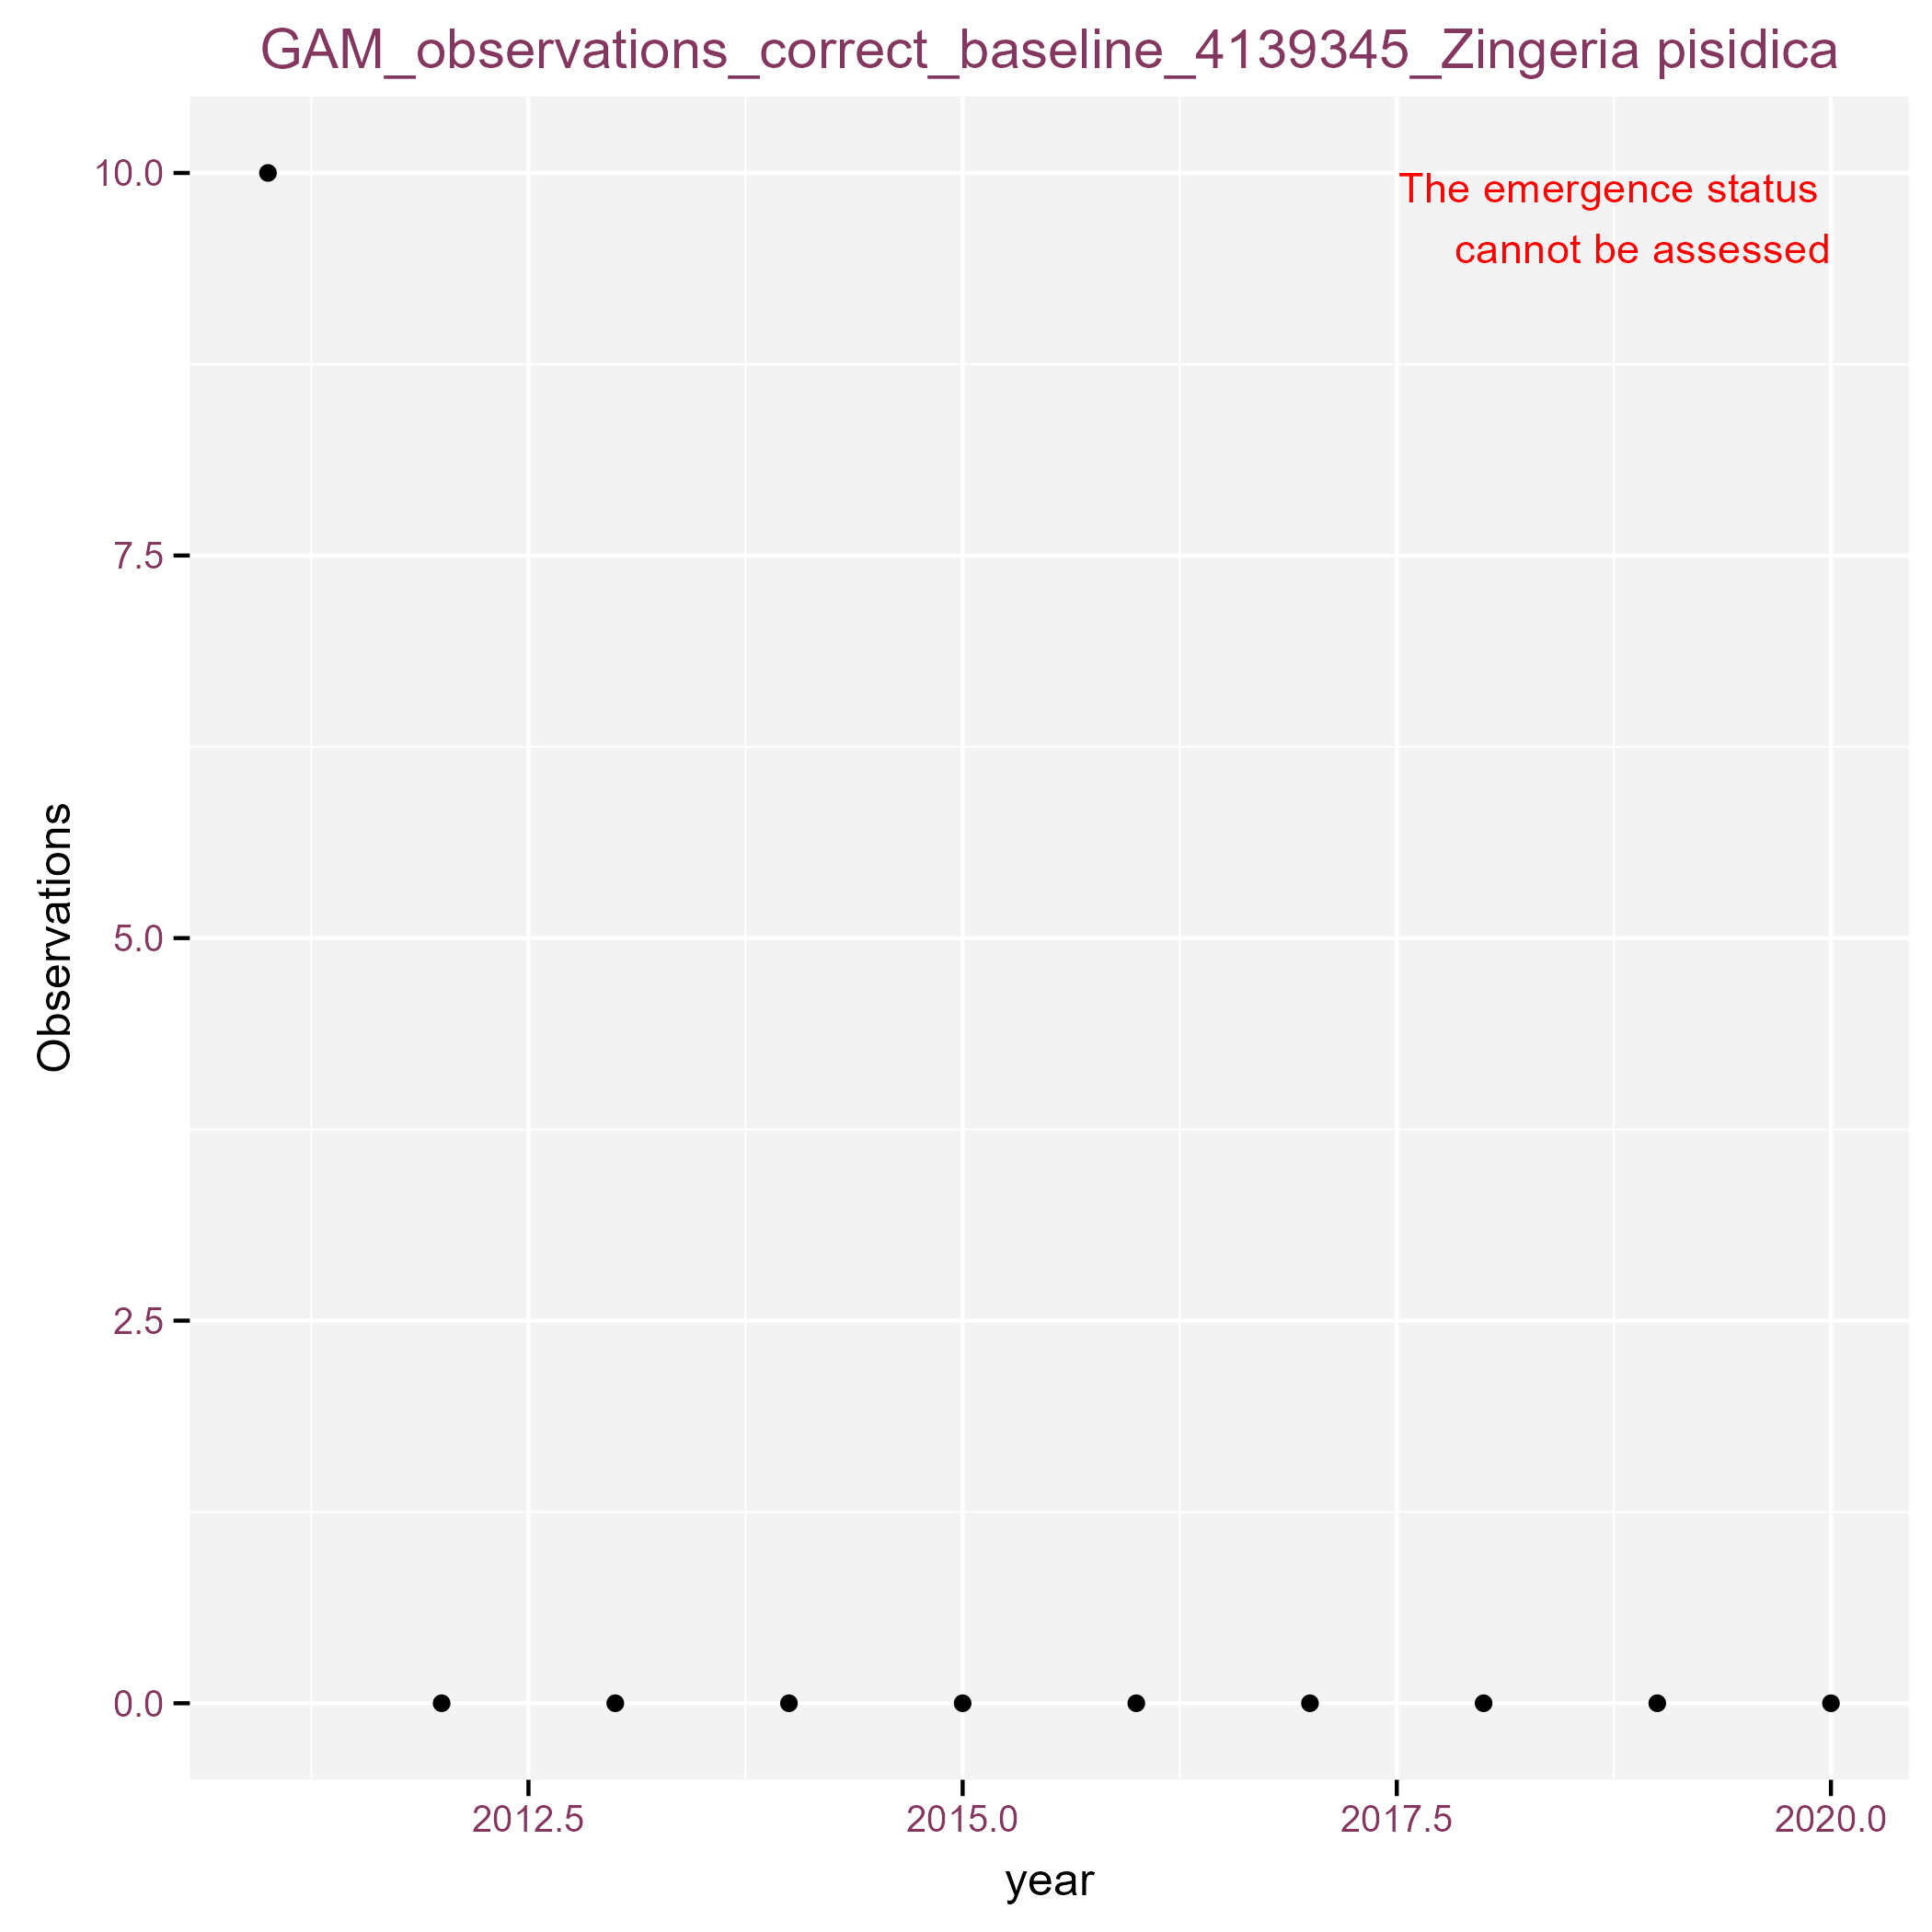 GAM_observations_correct_baseline_4139345_Zingeria pisidica
10.0
The emergence status
cannot be assessed
7.5
Observations
5.0
2.5
0.0
2012.5 2015.0 2017.5 2020.0
year